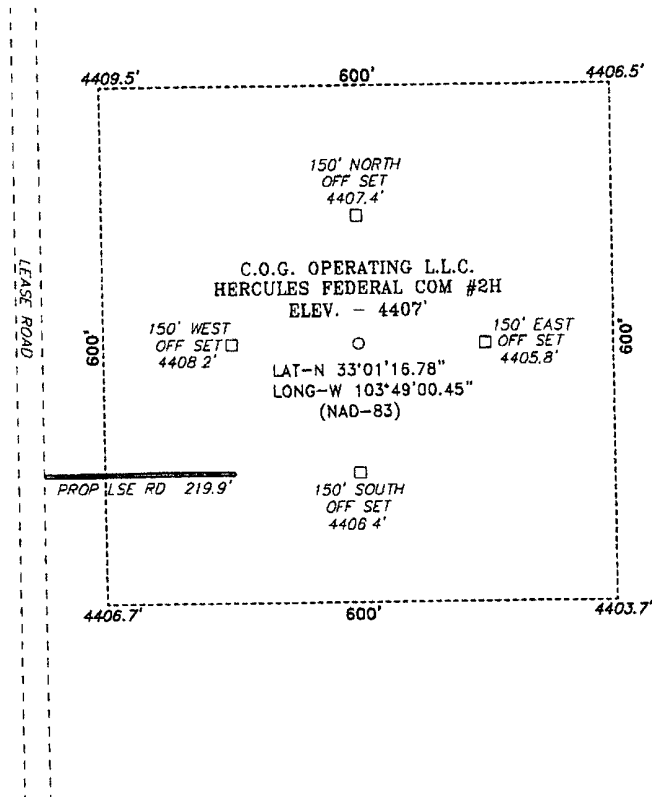 4409.5'
600'
4406.5'
150' NORTH
OFF SET
4407.4'
C.O.G. OPERATING L.L.C.
HERCULES FEDERAL COM #2H
ELEV. - 4407'
LEASE ROAD
600'
150' WEST
OFF SET
4408 2'
150' EAST
OFF SET
4405.8'
600'
LAT-N 33°01'16.78"
LONG-W 103°49'00.45"
(NAD-83)
PROP LSE RD 219.9'
150' SOUTH
OFF SET
4406 4'
4406.7'
600'
4403.7'